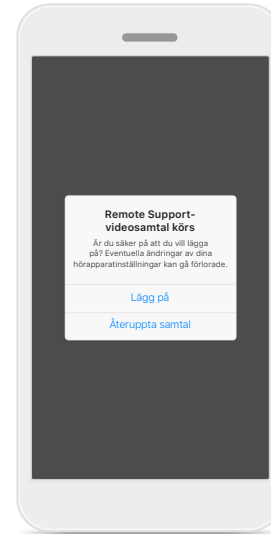 Remote Support-
videosamtal körs
Är du säker på att du vill lägga
på? Eventuella ändringar av dina
hörapparatinställningar kan gå förlorade.
Lägg på
Återuppta samtal